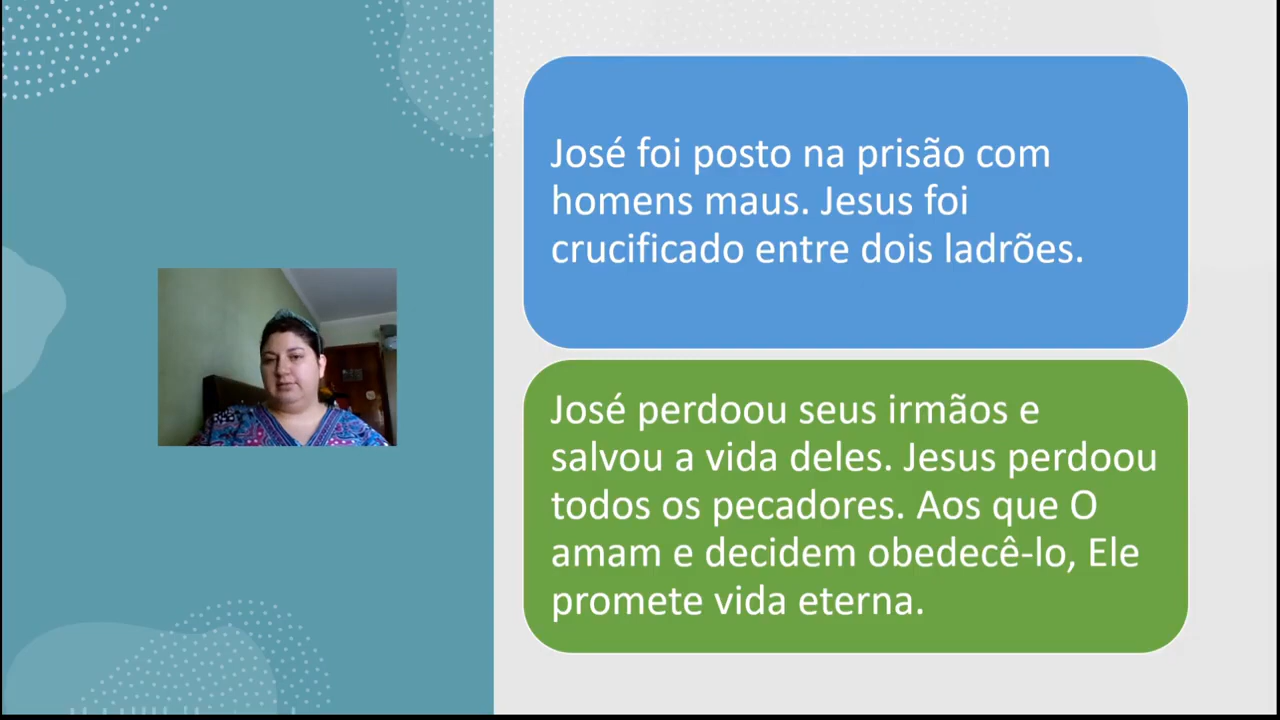 José foi posto na prisão com
homens maus. Jesus foi
crucificado entre dois ladrões.
José perdoou seus irmãos e
salvou a vida deles. Jesus perdoou
todos os pecadores. Aos que O
amam e decidem obedecê-lo, Ele
promete vida eterna.